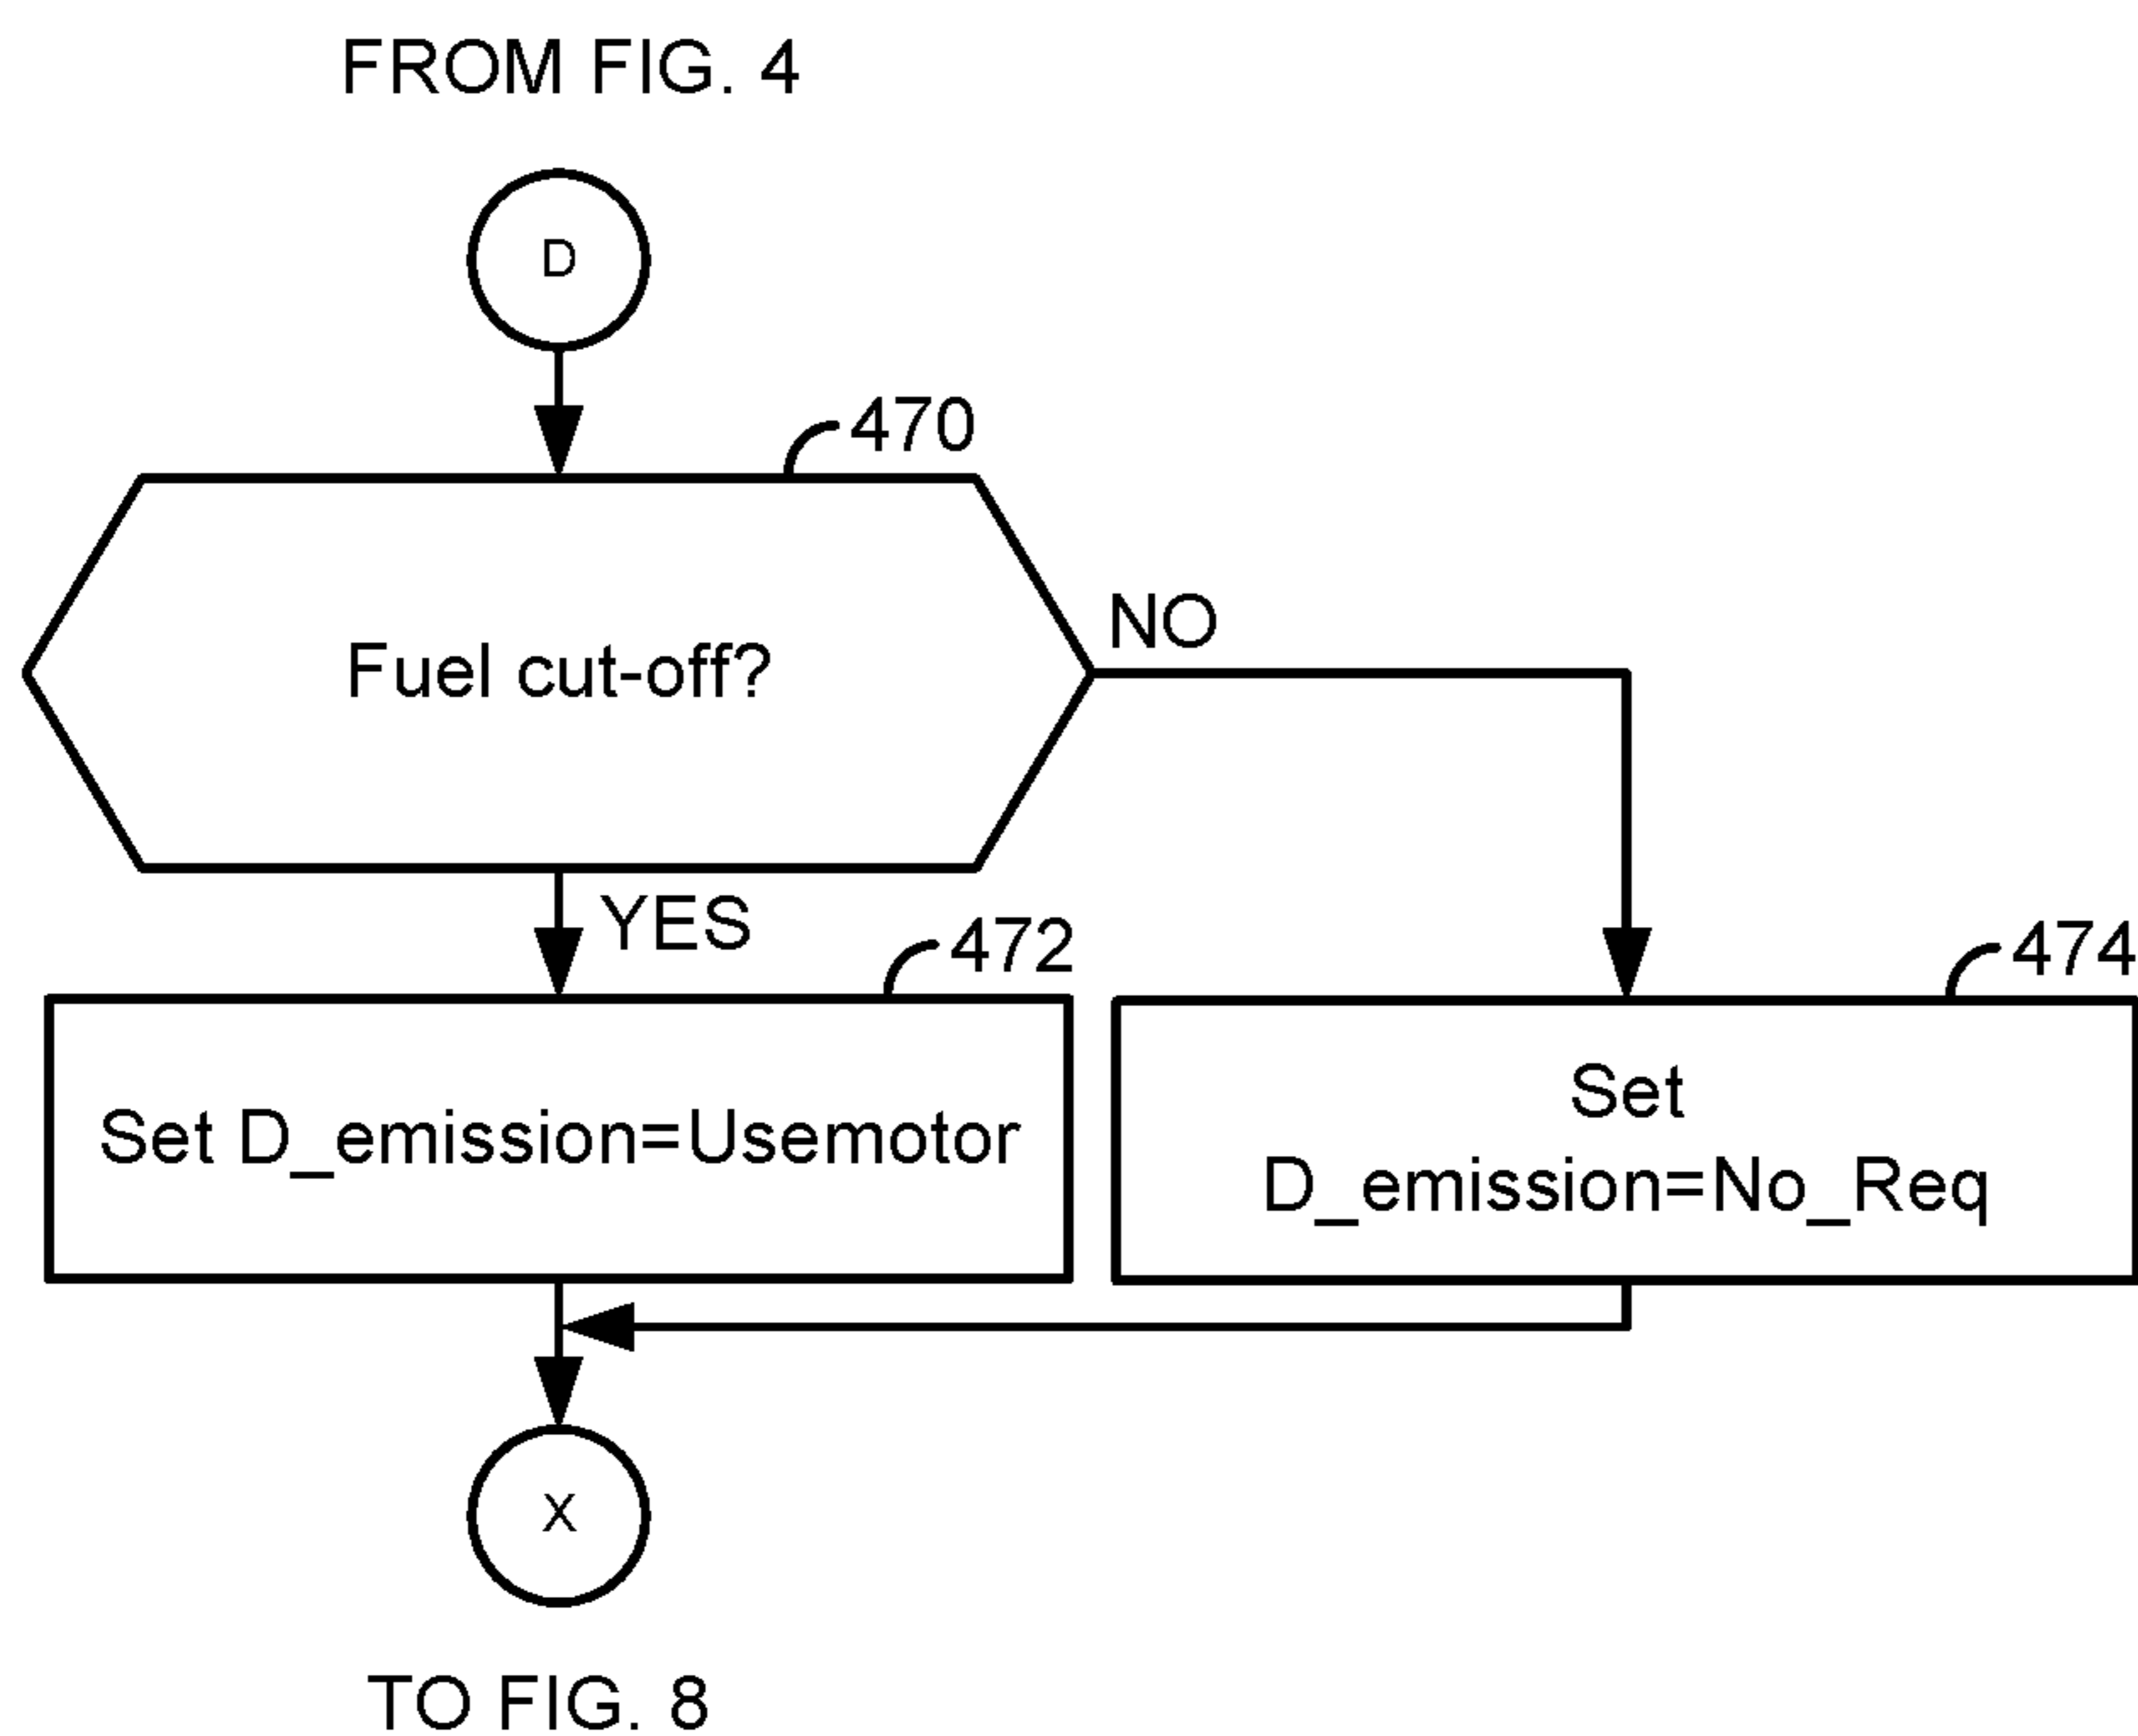 FROM FIG. 4
D
470
Fuel cut-off?
NO
YES
472
474
Set D_emission=Usemotor
Set
D_emission=No_Req
X
TO FIG. 8